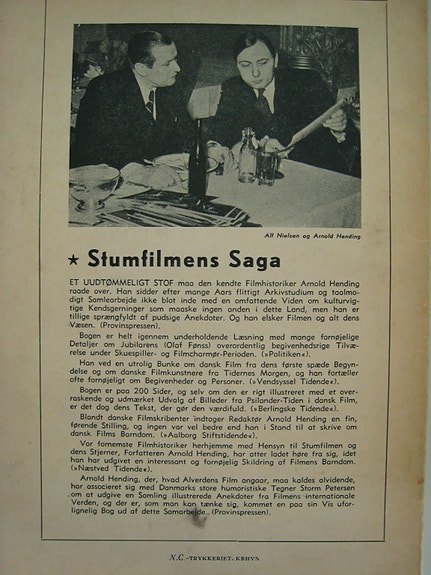 Alf Nielsen og Arnold Hending
★ Stumfilmens Saga
ET UUDTØMMELIGT STOF maa den kendte Filmhistoriker Arnold Hending
raade over. Han sidder efter mange Aars flittigt Arkivstudium og taalmo-
digt Samlearbejde ikke blot inde med en omfattende Viden om kulturvig-
tige Kendsgerninger som maaske ingen anden i dette Land, men han er
tillige sprængfyldt af pudsige Anekdoter. Og han elsker Filmen og alt dens
Væsen. (Provinspressen).
Bogen er helt igennem underholdende Læsning med mange fornøjelige
Detaljer om Jubilarens (Olaf Fønss) overordentlig begivenhedsrige Tilvæ-
relse under Skuespiller- og Filmcharmør-Perioden. (»Politiken«).
Han ved en utrolig Bunke om dansk Film fra dens første spæde Begyn-
delse og om danske Filmkunstnere fra Tidernes Morgen, og han fortæller
ofte fornøjeligt om Begivenheder og Personer. (»Vendsyssel Tidende«).
Bogen er paa 200 Sider, og selv om den er rigt illustreret med et over-
raskende og udmærket Udvalg af Billeder fra Psilander-Tiden i dansk Film,
er det dog dens Tekst, der gør den værdifuld. (»Berlingske Tidende«).
Blandt danske Filmskribenter indtager Redaktør Arnold Hending en fin,
førende Stilling, og ingen var vel bedre end han i Stand til at skrive om
dansk Films Barndom. (»Aalborg Stiftstidende«).
Vor fornemste Filmhistoriker herhjemme med Hensyn til Stumfilmen og
dens Stjerner, Forfatteren Arnold Hending, har atter ladet høre fra sig, idet
han har udgivet en interessant og fornøjelig Skildring af Filmens Barndom.
(»Næstved Tidende«).
Arnold Hending, der, hvad Alverdens Film angaar, maa kaldes alvidende,
har associeret sig med Danmarks store humoristiske Tegner Storm Petersen
om at udgive en Samling illustrerede Anekdoter fra Filmens internationale
Verden, og der er, som man kan tænke sig, kommet en paa sin Vis ufor-
lignelig Bog ud af dette Samarbejde. (Provinspressen).
N.C.-TRYKKERIET, KBHVN